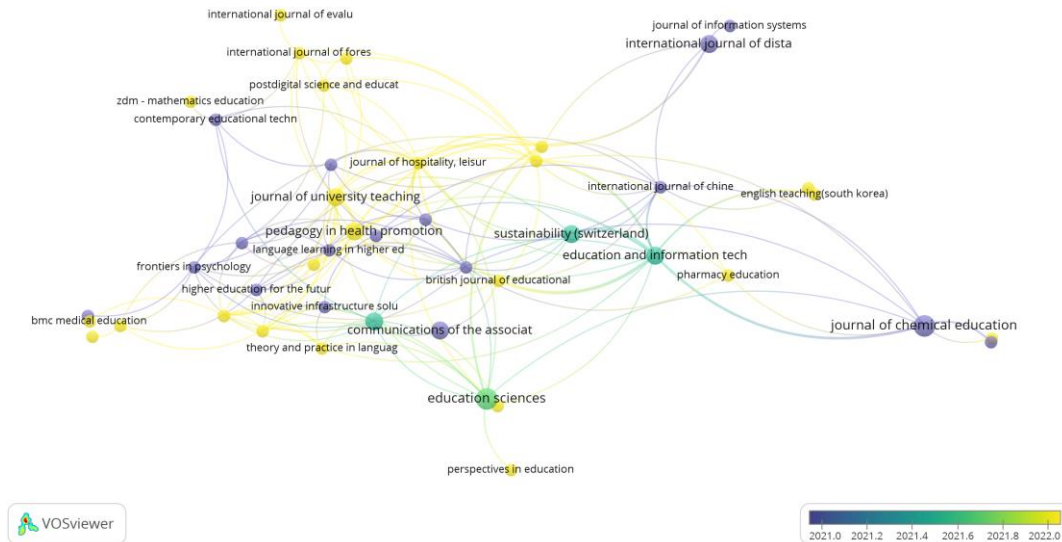 international journal of evalu
journal of information systems
international journal of dista
international journal of fores
postdigital science and educat
zdm - mathematics education
contemporary educational techn
journal of hospitality, leisur
international journal of chine
english teaching(south korea)
journal of university teaching
pedagogy in health promotion
sustainability (switzerland)
language learning in higher ed
education and information tech
frontiers in psychology
british journal of educational
pharmacy education
higher education for the futur
innovative infrastructure solu
bmc medical education
communications of the associat
journal of chemical education
theory and practice in languag
education sciences
perspectives in education
VOSviewer
2021.0 2021.2 2021.4 2021.6 2021.8 2022.0